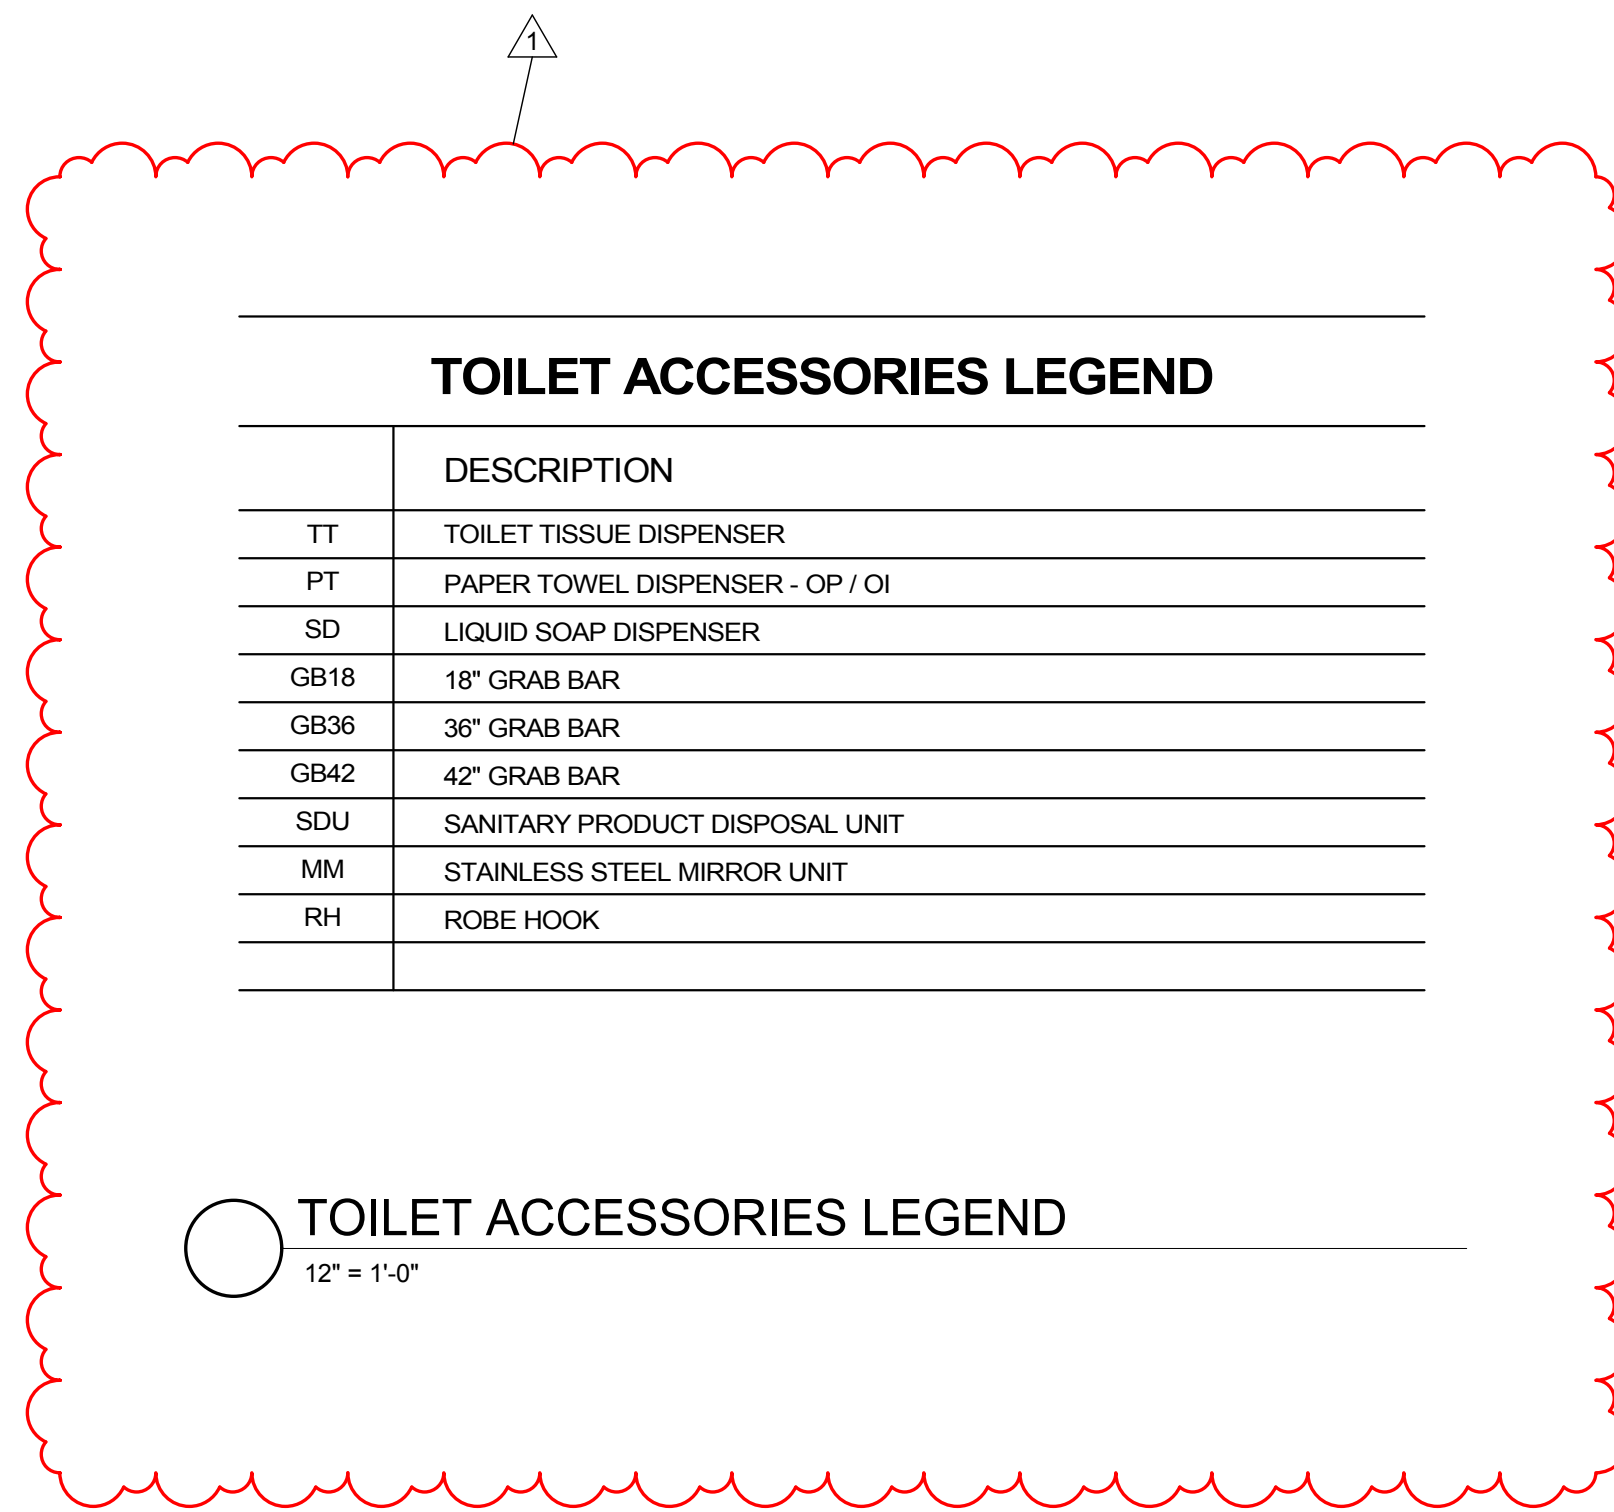 1
TOILET ACCESSORIES LEGEND
DESCRIPTION
TT TOILET TISSUE DISPENSER
PT PAPER TOWEL DISPENSER - OP / OI
SD LIQUID SOAP DISPENSER
GB18 18" GRAB BAR
GB36 36" GRAB BAR
GB42 42" GRAB BAR
SDU SANITARY PRODUCT DISPOSAL UNIT
MM STAINLESS STEEL MIRROR UNIT
RH ROBE HOOK
TOILET ACCESSORIES LEGEND
12" = 1'-0"